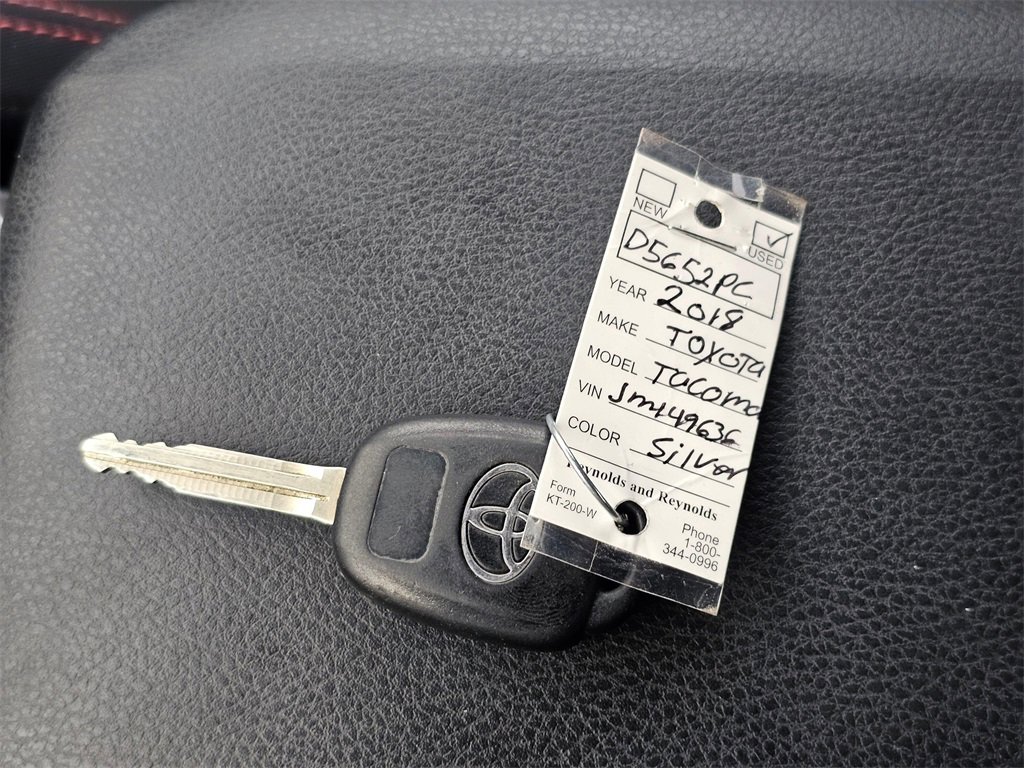 NEW
USED
D5652PC
YEAR 2018
MAKE TOYOTA
MODEL Tacoma
VIN Jm149636
COLOR Silver
Reynolds and Reynolds
Form
KT-200-W
Phone
1-800-
344-0996